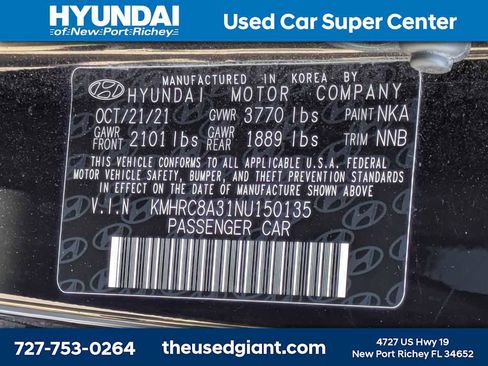 HYUNDAI
of New Port Richey
Used Car Super Center
MANUFACTURED IN KOREA BY
HYUNDAI MOTOR COMPANY
OCT/21/21 GVWR 3770 lbs PAINT NKA
GAWR FRONT 2101 lbs GAWR REAR 1889 lbs TRIM NNB
THIS VEHICLE CONFORMS TO ALL APPLICABLE U.S.A. FEDERAL
MOTOR VEHICLE SAFETY, BUMPER, AND THEFT PREVENTION STANDARDS
IN EFFECT ON THE DATE OF MANUFACTURE SHOWN ABOVE.
V.I.N KMHRC8A31NU150135
PASSENGER CAR
727-753-0264
theusedgiant.com
4727 US Hwy 19
New Port Richey FL 34652